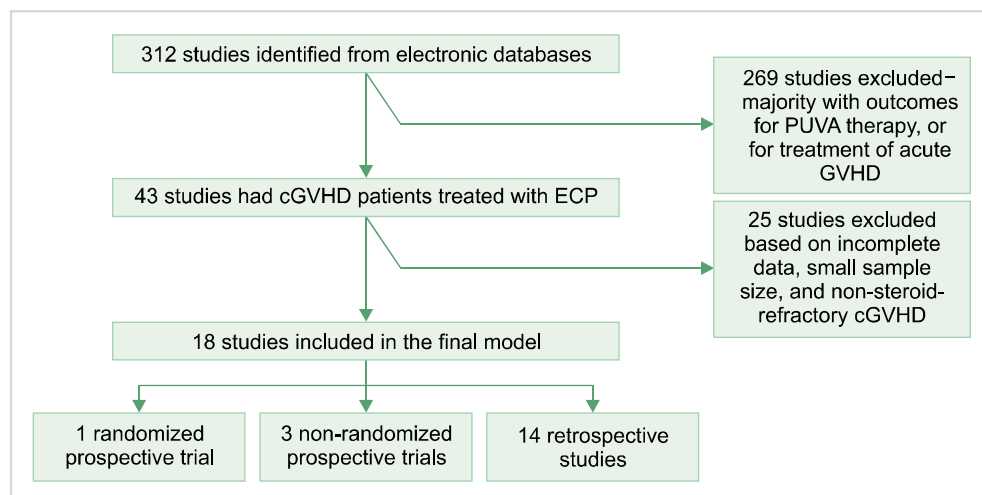 312 studies identified from electronic databases
269 studies excluded–
majority with outcomes
for PUVA therapy, or
for treatment of acute
GVHD
43 studies had cGVHD patients treated with ECP
25 studies excluded
based on incomplete
data, small sample
size, and non-steroid-
refractory cGVHD
18 studies included in the final model
1 randomized
prospective trial
3 non-randomized
prospective trials
14 retrospective
studies